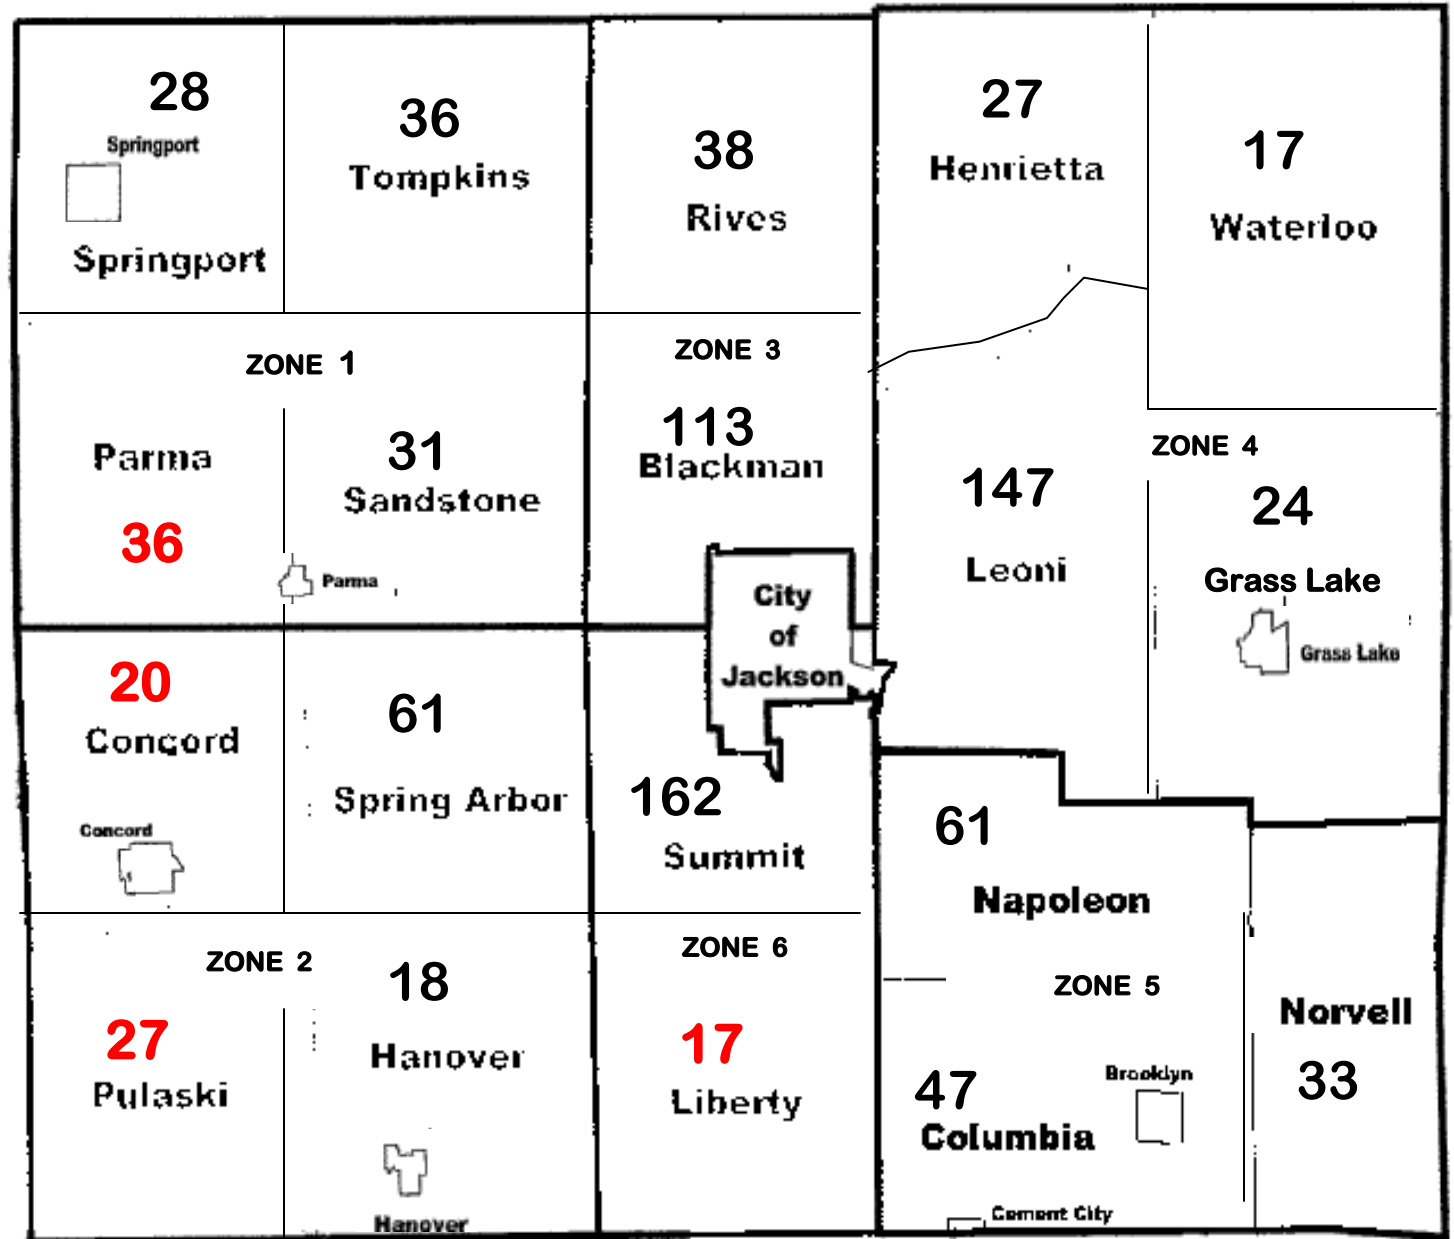 28
Springport
Springport
36
Tompkins
38
Rives
27
Henrietta
17
Waterloo
ZONE 1
Parma
36
31
Sandstone
Parma
ZONE 3
113
Blackman
City
of
Jackson
147
Leoni
ZONE 4
24
Grass Lake
Grass Lake
20
Concord
Concord
61
Spring Arbor
162
Summit
61
Napoleon
ZONE 2
27
Pulaski
18
Hanover
Hanover
ZONE 6
17
Liberty
ZONE 5
47
Columbia
Brooklyn
Cement City
Norvell
33